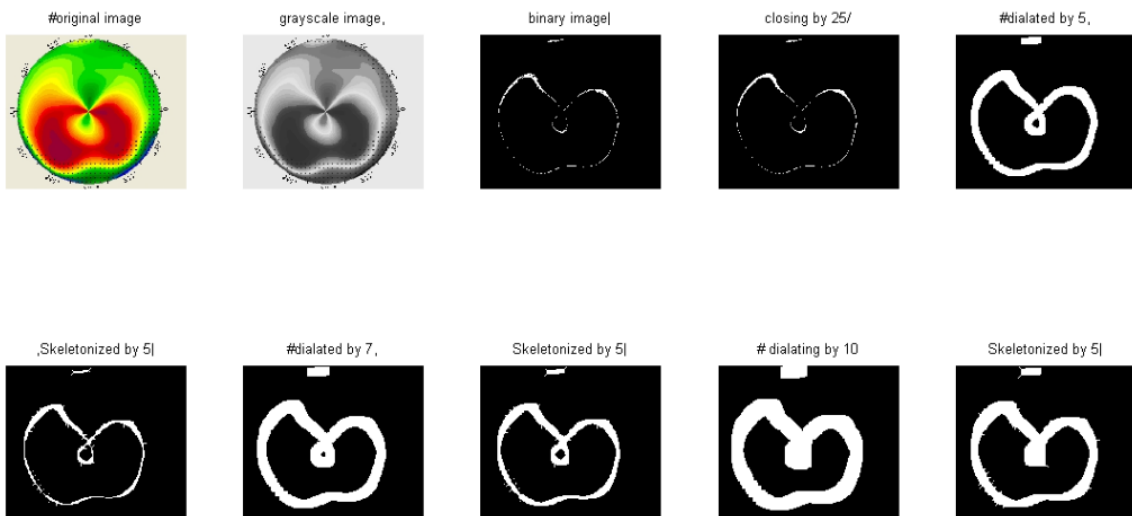 #original image
grayscale image,
binary image|
closing by 25/
#dialated by 5,
,Skeletonized by 5|
#dialated by 7,
Skeletonized by 5|
# dialating by 10
Skeletonized by 5|